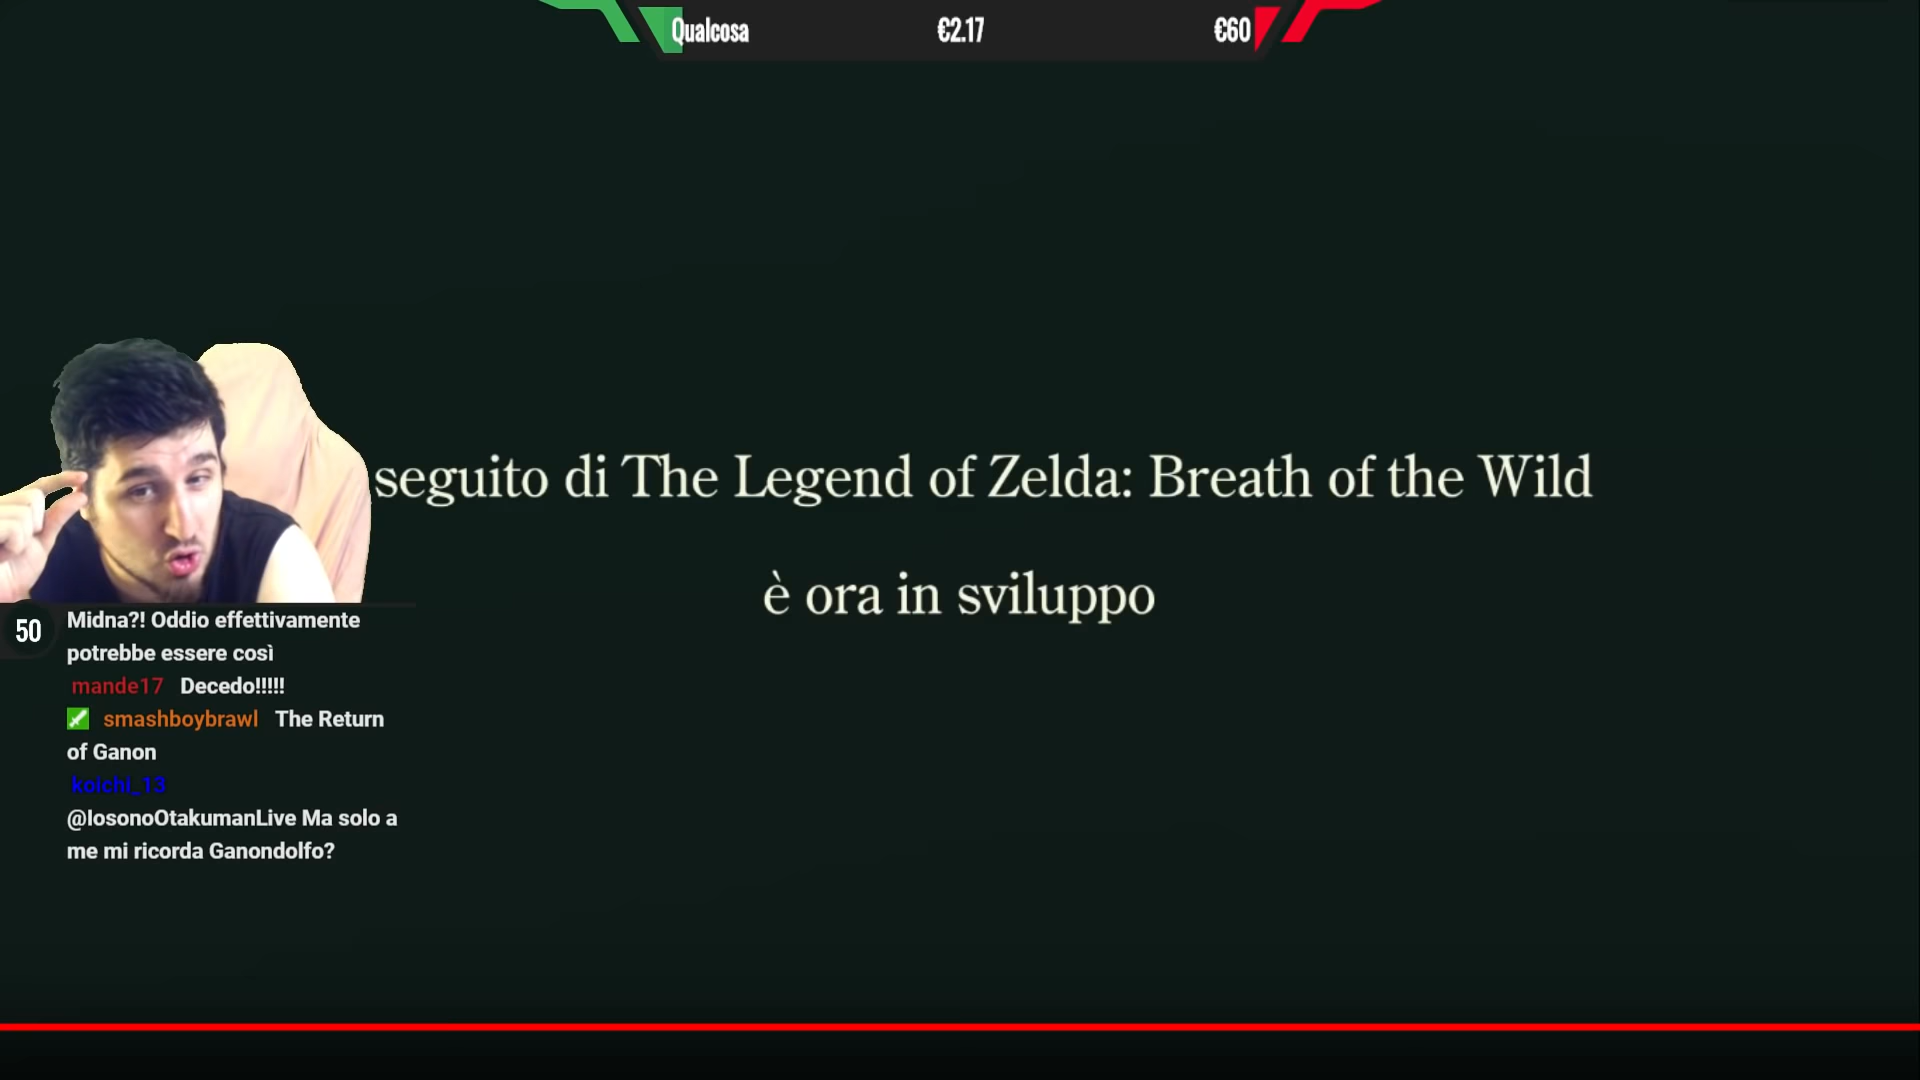 Qualcosa €2.17 €60
seguito di The Legend of Zelda: Breath of the Wild
è ora in sviluppo
50
Midna?! Oddio effettivamente
potrebbe essere così
mande17 Decedo!!!!!
smashboybrawl The Return
of Ganon
koichi_13
@IosonoOtakumanLive Ma solo a
me mi ricorda Ganondolfo?